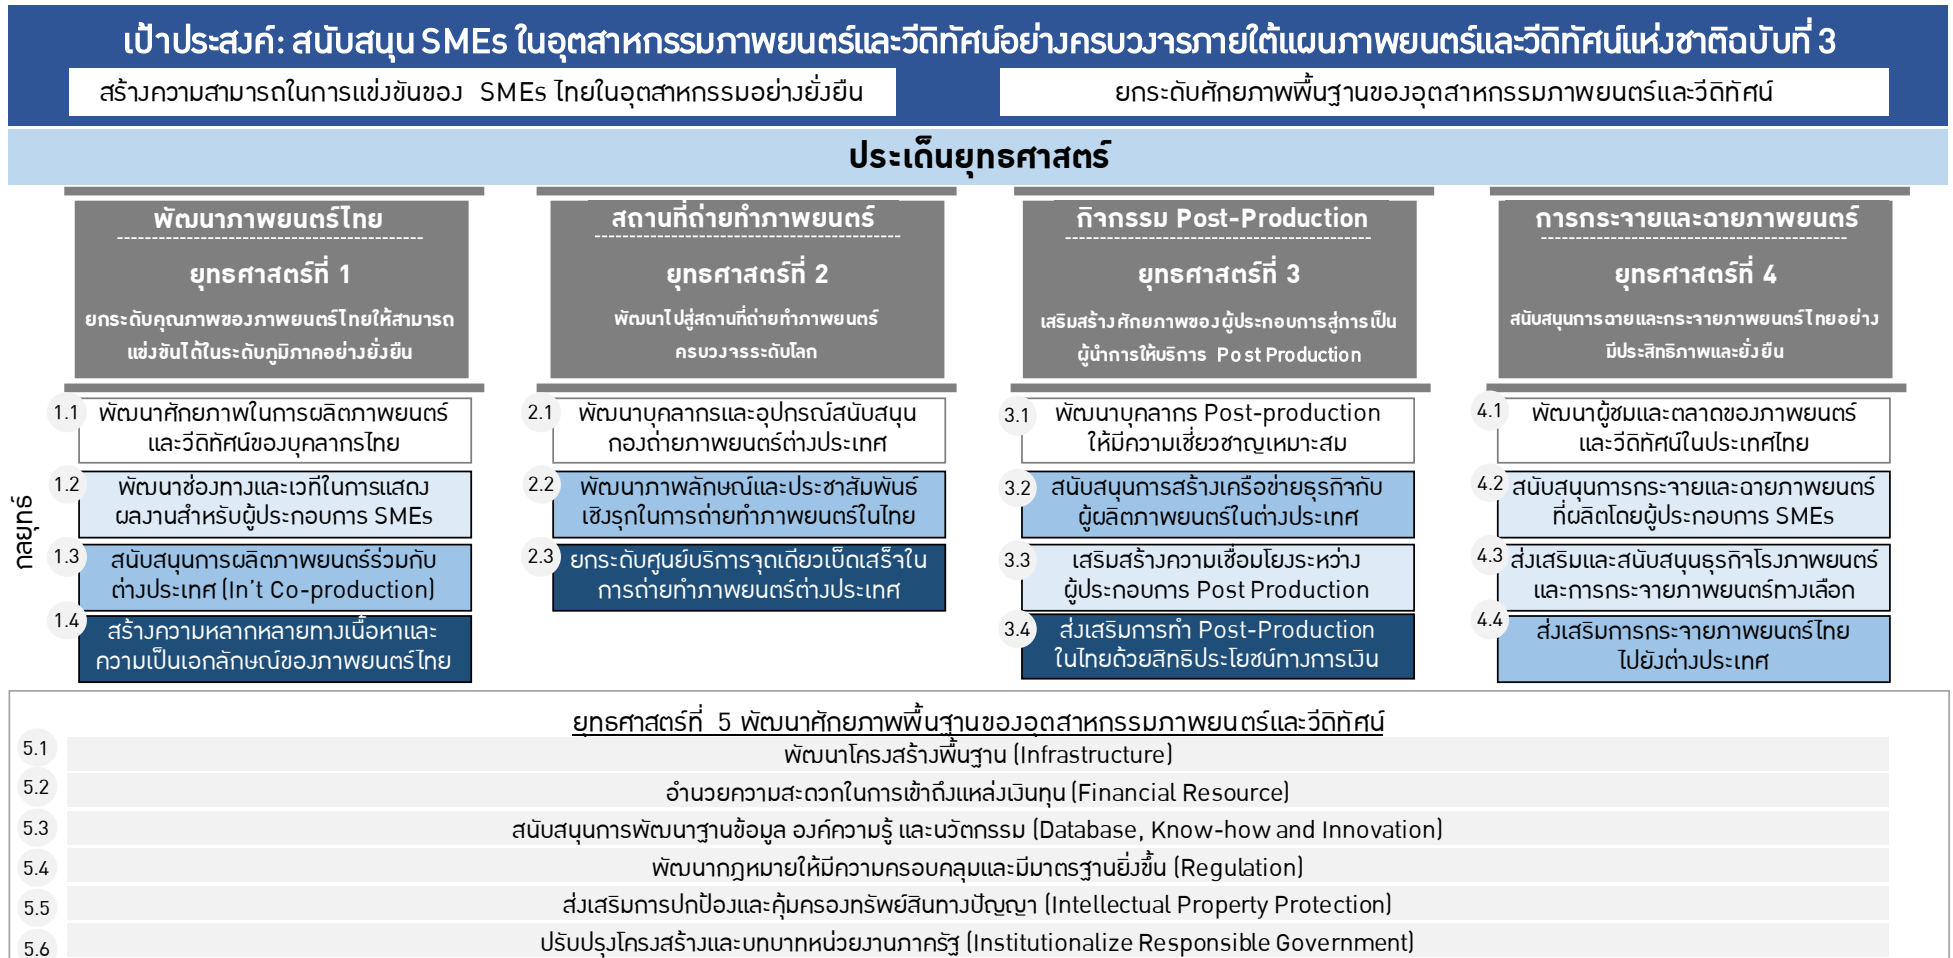 เป้าประสงค์: สนับสนุน SMEs ในอุตสาหกรรมภาพยนตร์และวีดิทัศน์อย่างครบวงจรภายใต้แผนภาพยนตร์และวีดิทัศน์แห่งชาติฉบับที่ 3
สร้างความสามารถในการแข่งขันของ SMEs ไทยในอุตสาหกรรมอย่างยั่งยืน
ยกระดับศักยภาพพื้นฐานของอุตสาหกรรมภาพยนตร์และวีดิทัศน์
ประเด็นยุทธศาสตร์
พัฒนาภาพยนตร์ไทย
ยุทธศาสตร์ที่ 1
ยกระดับคุณภาพของภาพยนตร์ไทยให้สามารถ
แข่งขันได้ในระดับภูมิภาคอย่างยั่งยืน
สถานที่ถ่ายทำภาพยนตร์
ยุทธศาสตร์ที่ 2
พัฒนาไปสู่สถานที่ถ่ายทำภาพยนตร์
ครบวงจรระดับโลก
กิจกรรม Post-Production
ยุทธศาสตร์ที่ 3
เสริมสร้างศักยภาพของผู้ประกอบการสู่การเป็น
ผู้นำการให้บริการ Post Production
การกระจายและฉายภาพยนตร์
ยุทธศาสตร์ที่ 4
สนับสนุนการฉายและกระจายภาพยนตร์ไทยอย่าง
มีประสิทธิภาพและยั่งยืน
กลยุทธ์
1.1 พัฒนาศักยภาพในการผลิตภาพยนตร์
และวีดิทัศน์ของบุคลากรไทย
1.2 พัฒนาช่องทางและเวทีในการแสดง
ผลงานสำหรับผู้ประกอบการ SMEs
1.3 สนับสนุนการผลิตภาพยนตร์ร่วมกับ
ต่างประเทศ (In't Co-production)
1.4 สร้างความหลากหลายทางเนื้อหาและ
ความเป็นเอกลักษณ์ของภาพยนตร์ไทย
2.1 พัฒนาบุคลากรและอุปกรณ์สนับสนุน
กองถ่ายภาพยนตร์ต่างประเทศ
2.2 พัฒนาภาพลักษณ์และประชาสัมพันธ์
เชิงรุกในการถ่ายทำภาพยนตร์ในไทย
2.3 ยกระดับศูนย์บริการจุดเดียวเบ็ดเสร็จใน
การถ่ายทำภาพยนตร์ต่างประเทศ
3.1 พัฒนาบุคลากร Post-production
ให้มีความเชี่ยวชาญเหมาะสม
3.2 สนับสนุนการสร้างเครือข่ายธุรกิจกับ
ผู้ผลิตภาพยนตร์ในต่างประเทศ
3.3 เสริมสร้างความเชื่อมโยงระหว่าง
ผู้ประกอบการ Post Production
3.4 ส่งเสริมการทำ Post-Production
ในไทยด้วยสิทธิประโยชน์ทางการเงิน
4.1 พัฒนาผู้ชมและตลาดของภาพยนตร์
และวีดิทัศน์ในประเทศไทย
4.2 สนับสนุนการกระจายและฉายภาพยนตร์
ที่ผลิตโดยผู้ประกอบการ SMEs
4.3 ส่งเสริมและสนับสนุนธุรกิจโรงภาพยนตร์
และการกระจายภาพยนตร์ทางเลือก
4.4 ส่งเสริมการกระจายภาพยนตร์ไทย
ไปยังต่างประเทศ
ยุทธศาสตร์ที่ 5 พัฒนาศักยภาพพื้นฐานของอุตสาหกรรมภาพยนตร์และวีดิทัศน์
5.1 พัฒนาโครงสร้างพื้นฐาน (Infrastructure)
5.2 อำนวยความสะดวกในการเข้าถึงแหล่งเงินทุน (Financial Resource)
5.3 สนับสนุนการพัฒนาฐานข้อมูล องค์ความรู้ และนวัตกรรม (Database, Know-how and Innovation)
5.4 พัฒนากฎหมายให้มีความครอบคลุมและมีมาตรฐานยิ่งขึ้น (Regulation)
5.5 ส่งเสริมการปกป้องและคุ้มครองทรัพย์สินทางปัญญา (Intellectual Property Protection)
5.6 ปรับปรุงโครงสร้างและบทบาทหน่วยงานภาครัฐ (Institutionalize Responsible Government)